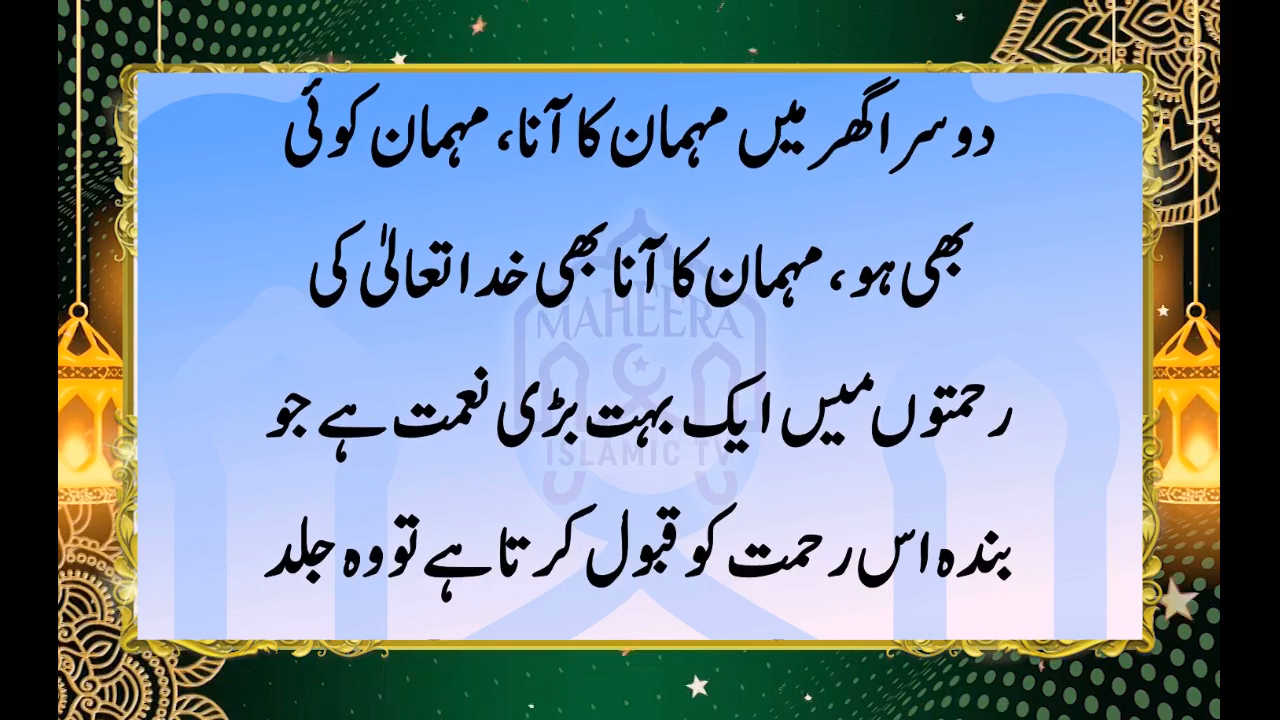 دوسرا گھر میں مہمان کا آنا، مہمان کوئی
بھی ہو، مہمان کا آنا بھی خدا تعالیٰ کی
MAHEERA
رحمتوں میں ایک بہت بڑی نعمت ہے جو
ISLAMIC TV
بندہ اس رحمت کو قبول کرتا ہے تو وہ جلد